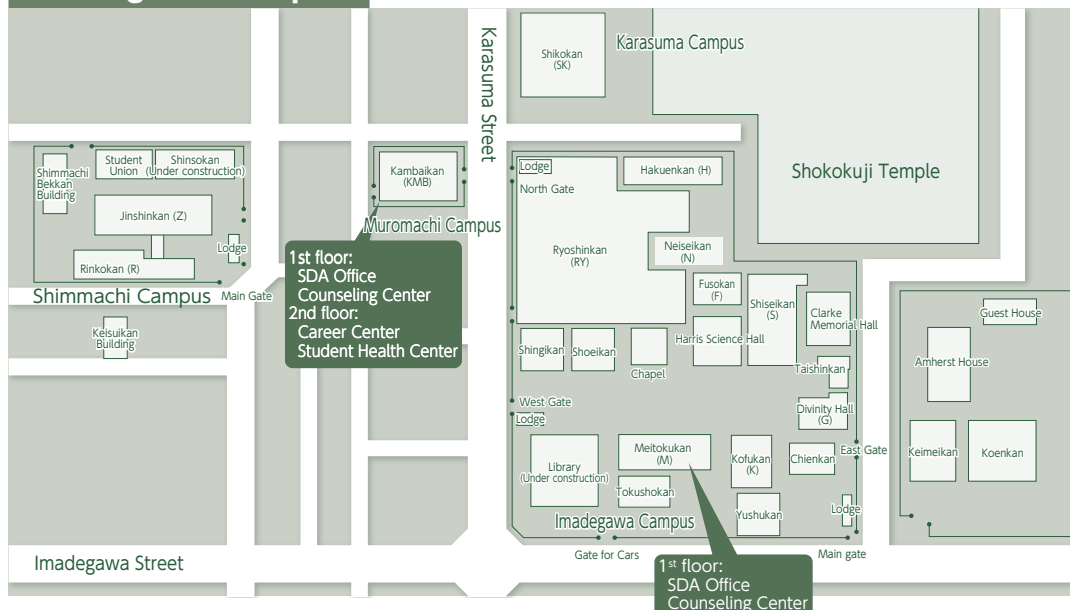 Karasuma Street
Shikokan
(SK)
Karasuma Campus
Shokokuji Temple
Shimmachi
Bekkan
Building
Student
Union
Shinsokan
(Under construction)
Jinshinkan (Z)
Lodge
Rinkokan (R)
Shimmachi Campus
Main Gate
Keisuikan
Building
Kambaikan
(KMB)
Muromachi Campus
1st floor:
SDA Office
Counseling Center
2nd floor:
Career Center
Student Health Center
Lodge
North Gate
Hakuenkan (H)
Ryoshinkan
(RY)
Neiseikan
(N)
Fusokan
(F)
Shiseikan
(S)
Clarke
Memorial Hall
Harris Science Hall
Shingikan
Shoeikan
Chapel
Taishinkan
West Gate
Lodge
Divinity Hall
(G)
Library
(Under construction)
Meitokukan
(M)
Kofukan
(K)
Chienkan
East Gate
Tokushokan
Yushukan
Lodge
Imadegawa Campus
Gate for Cars
Main gate
Guest House
Amherst House
Keimeikan
Koenkan
Imadegawa Street
1st floor:
SDA Office
Counseling Center